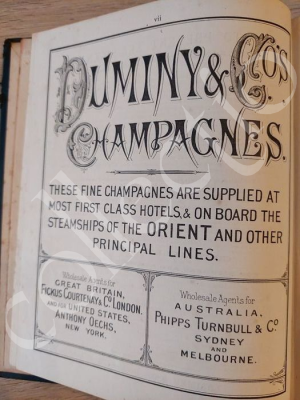 vii
DUMINY & CO'S
CHAMPAGNES.
THESE FINE CHAMPAGNES ARE SUPPLIED AT
MOST FIRST CLASS HOTELS, & ON BOARD THE
STEAMSHIPS OF THE ORIENT AND OTHER
PRINCIPAL LINES.
Wholesale Agents for
GREAT BRITAIN,
FICKUS COURTENAY & CO. LONDON.
AND FOR UNITED STATES,
ANTHONY OECHS,
NEW YORK.
Wholesale Agents for
AUSTRALIA,
PHIPPS TURNBULL & CO
SYDNEY
AND
MELBOURNE.